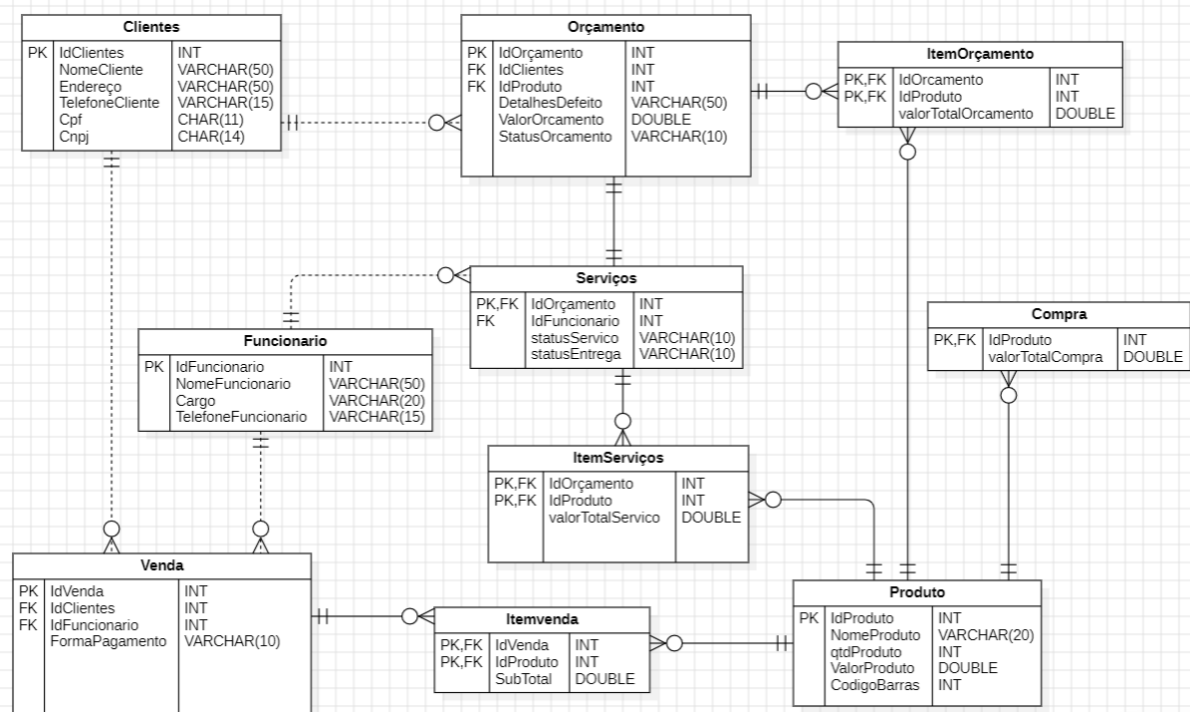 Clientes
PK IdClientes INT
NomeCliente VARCHAR(50)
Endereço VARCHAR(50)
TelefoneCliente VARCHAR(15)
Cpf CHAR(11)
Cnpj CHAR(14)
Orçamento
PK IdOrçamento INT
FK IdClientes INT
FK IdProduto INT
DetalhesDefeito VARCHAR(50)
ValorOrcamento DOUBLE
StatusOrcamento VARCHAR(10)
ItemOrçamento
PK,FK IdOrcamento INT
PK,FK IdProduto INT
valorTotalOrcamento DOUBLE
Serviços
PK,FK IdOrçamento INT
FK IdFuncionario INT
statusServico VARCHAR(10)
statusEntrega VARCHAR(10)
Compra
PK,FK IdProduto INT
valorTotalCompra DOUBLE
Funcionario
PK IdFuncionario INT
NomeFuncionario VARCHAR(50)
Cargo VARCHAR(20)
TelefoneFuncionario VARCHAR(15)
ItemServiços
PK,FK IdOrçamento INT
PK,FK IdProduto INT
valorTotalServico DOUBLE
Venda
PK IdVenda INT
FK IdClientes INT
FK IdFuncionario INT
FormaPagamento VARCHAR(10)
Itemvenda
PK,FK IdVenda INT
PK,FK IdProduto INT
SubTotal DOUBLE
Produto
PK IdProduto INT
NomeProduto VARCHAR(20)
qtdProduto INT
ValorProduto DOUBLE
CodigoBarras INT